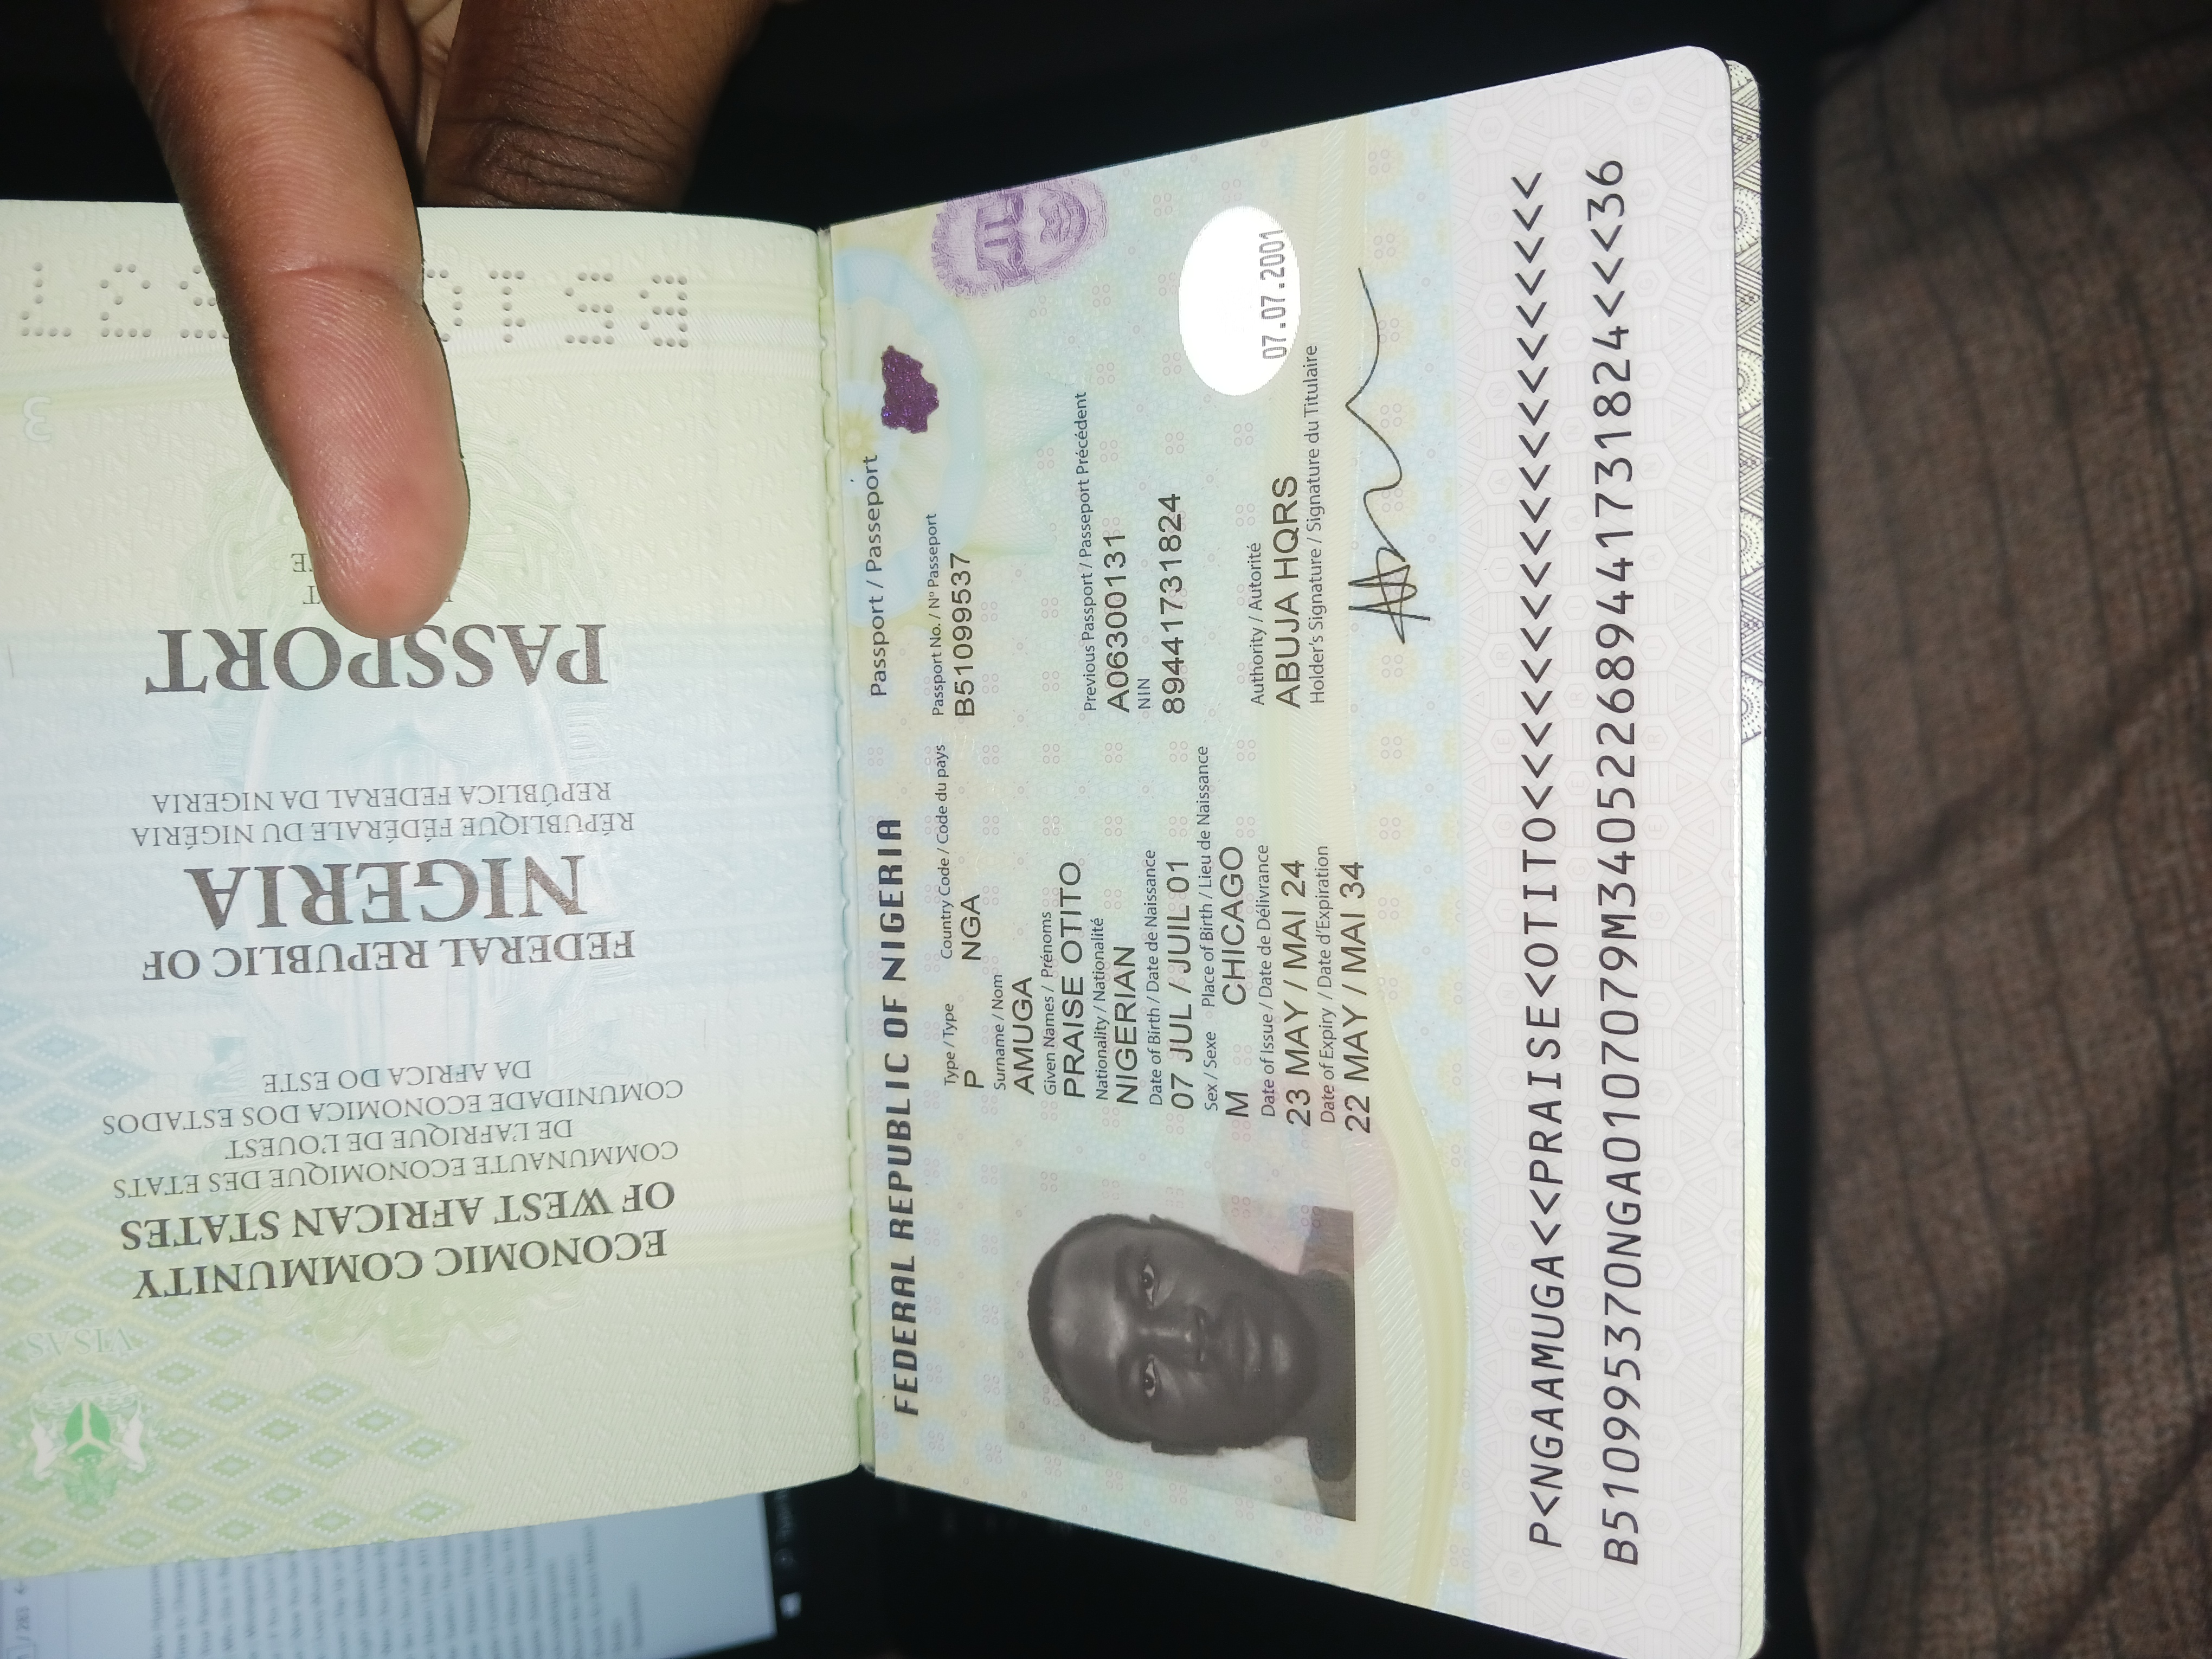 ECONOMIC COMMUNITY
OF WEST AFRICAN STATES
COMMUNAUTE ECONOMIQUE DES ETATS
DE L'AFRIQUE DE L'OUEST
COMUNIDADE ECONOMICA DOS ESTADOS
DA AFRICA DO ESTE
FEDERAL REPUBLIC OF
NIGERIA
RÉPUBLIQUE FÉDÉRALE DU NIGÉRIA
REPÚBLICA FEDERAL DA NIGERIA
PASSPORT
VISAS
3
FEDERAL REPUBLIC OF NIGERIA
Passport / Passeport
Type / Type Country Code / Code du pays Passport No. / Nº Passeport
P NGA B51099537
Surname / Nom
AMUGA
Given Names / Prénoms
PRAISE OTITO
Nationality / Nationalité
NIGERIAN
Date of Birth / Date de Naissance
07 JUL / JUIL 01
Sex / Sexe Place of Birth / Lieu de Naissance
M CHICAGO
Date of Issue / Date de Délivrance
23 MAY / MAI 24
Date of Expiry / Date d'Expiration
22 MAY / MAI 34
Previous Passport / Passeport Précédent
A06300131
NIN
89441731824
07.07.2001
Authority / Autorité
ABUJA HQRS
Holder's Signature / Signature du Titulaire
P<NGAAMUGA<<PRAISE<OTITO<<<<<<<<<<<<<<<<<<<<
B510995370NGA0107079M340522689441731824<<<36